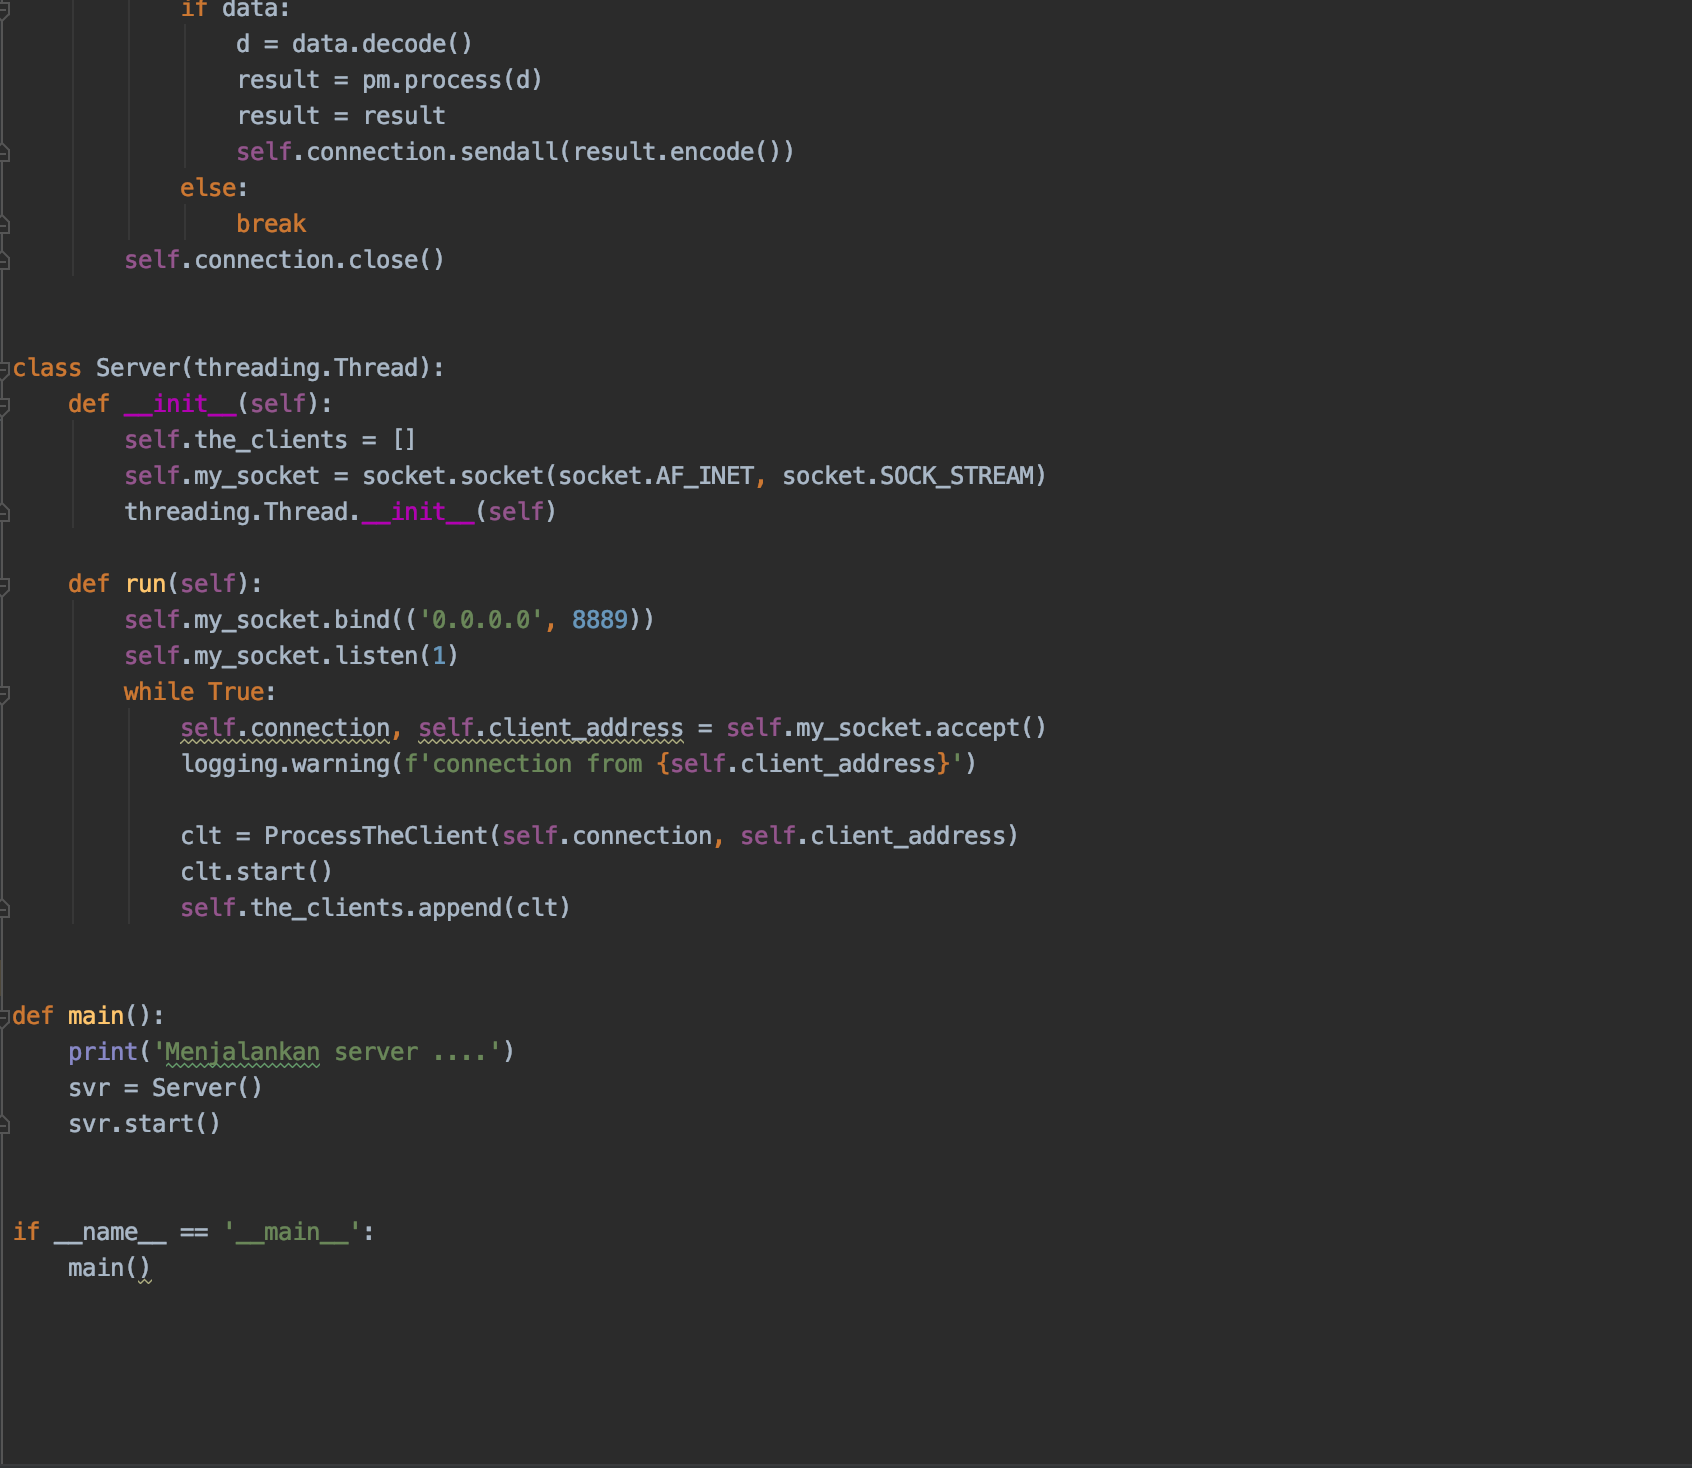 if data:
d = data.decode()
result = pm.process(d)
result = result
self.connection.sendall(result.encode())
else:
break
self.connection.close()
class Server(threading.Thread):
def __init__(self):
self.the_clients = []
self.my_socket = socket.socket(socket.AF_INET, socket.SOCK_STREAM)
threading.Thread.__init__(self)
def run(self):
self.my_socket.bind(('0.0.0.0', 8889))
self.my_socket.listen(1)
while True:
self.connection, self.client_address = self.my_socket.accept()
logging.warning(f'connection from {self.client_address}')
clt = ProcessTheClient(self.connection, self.client_address)
clt.start()
self.the_clients.append(clt)
def main():
print('Menjalankan server ....')
svr = Server()
svr.start()
if __name__ == '__main__':
main()